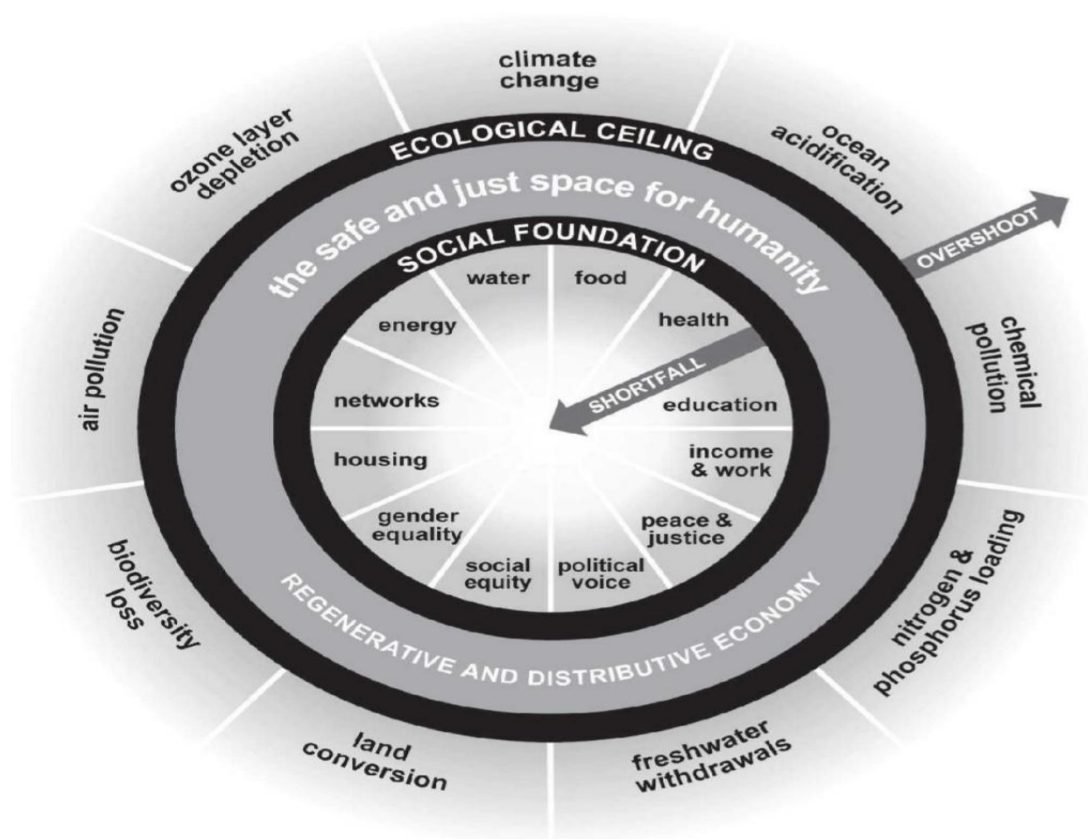 climate
change
ocean
acidification
chemical
pollution
nitrogen &
phosphorus loading
freshwater
withdrawals
land
conversion
biodiversity
loss
air pollution
ozone layer
depletion
ECOLOGICAL CEILING
OVERSHOOT
the safe and just space for humanity
SOCIAL FOUNDATION
water
food
health
SHORTFALL
education
income
& work
peace &
justice
political
voice
social
equity
gender
equality
housing
networks
energy
REGENERATIVE AND DISTRIBUTIVE ECONOMY